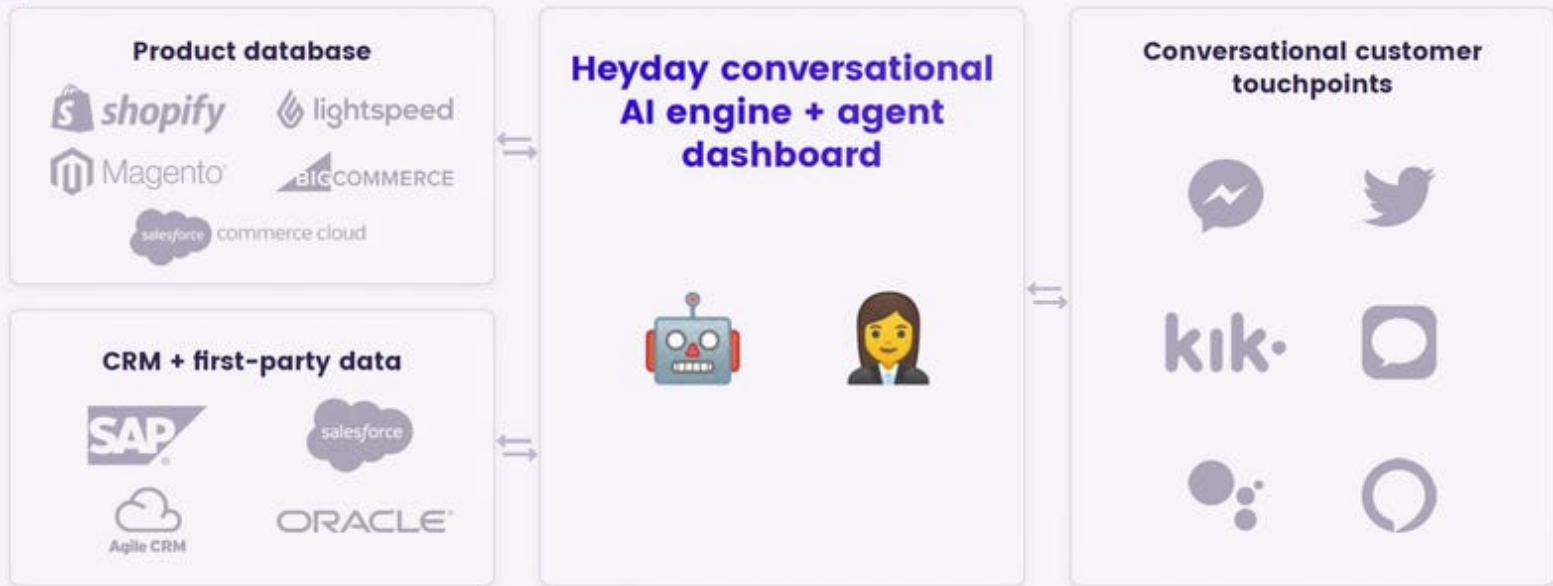 Product database
shopify
lightspeed
Magento®
BIGCOMMERCE
salesforce commerce cloud
CRM + first-party data
SAP®
salesforce
Agile CRM
ORACLE®
Heyday conversational
AI engine + agent
dashboard
Conversational customer
touchpoints
kik•